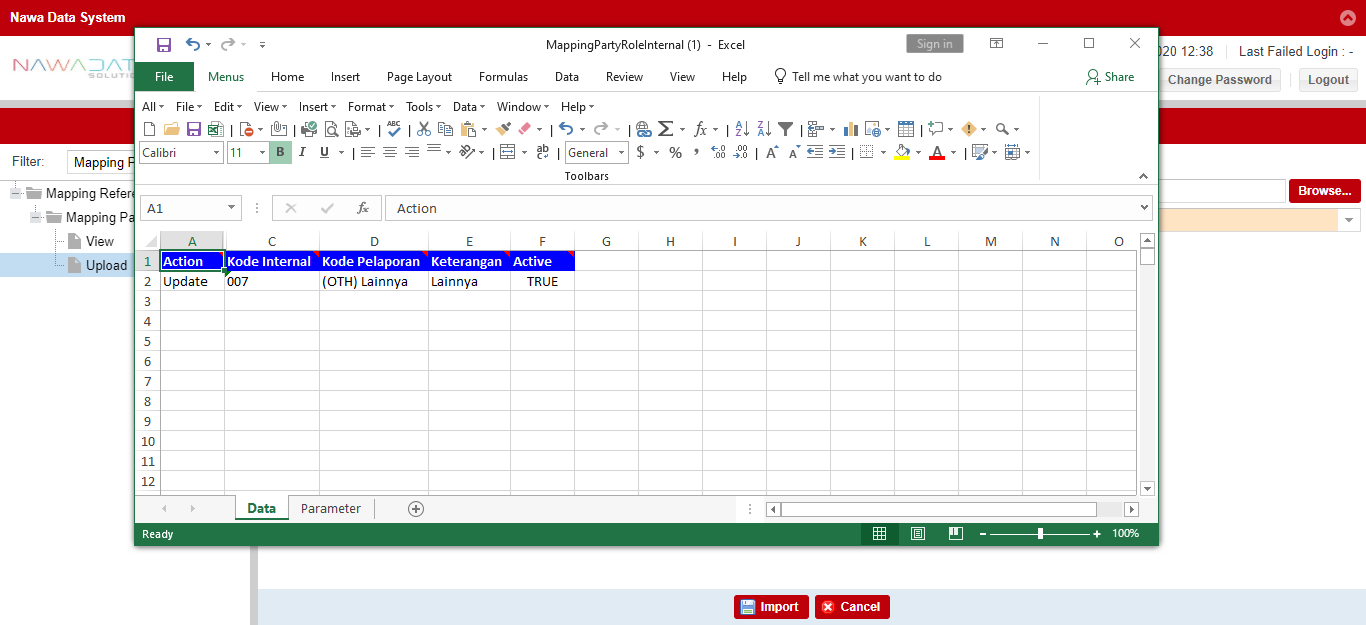 Nawa Data System
MappingPartyRoleInternal (1) - Excel
Sign in
020 12:38
Last Failed Login : -
NAWADAT
SOLUTIO
File Menus Home Insert Page Layout Formulas Data Review View Help Tell me what you want to do Share
Change Password
Logout
All File Edit View Insert Format Tools Data Window Help
Calibri 11 B I U General $ % ,
Toolbars
Filter:
Mapping P
Mapping Refere
Mapping Pa
View
Upload
Browse...
A1 fx Action
A C D E F G H I J K L M N O
1 Action Kode Internal Kode Pelaporan Keterangan Active
2 Update 007 (OTH) Lainnya Lainnya TRUE
3
4
5
6
7
8
9
10
11
12
Data Parameter
Ready
100%
Import Cancel